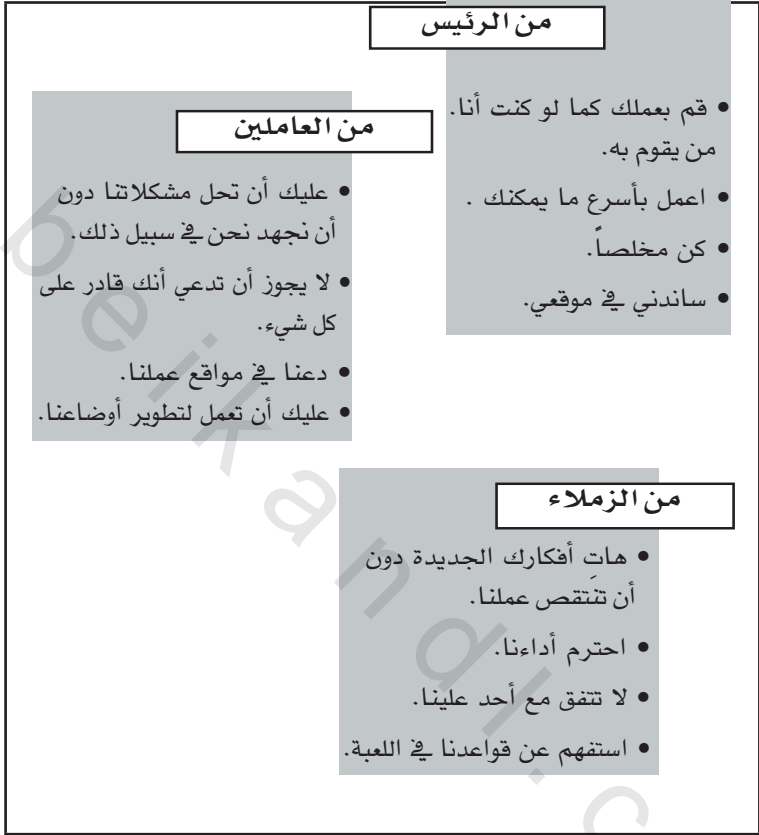 من الرئيس
• قم بعملك كما لو كنت أنا.
من يقوم به.
• اعمل بأسرع ما يمكنك .
• كن مخلصاً.
• ساندني في موقعي.
من العاملين
• عليك أن تحل مشكلاتنا دون
أن نجهد نحن في سبيل ذلك.
• لا يجوز أن تدعي أنك قادر على
كل شيء.
• دعنا في مواقع عملنا.
• عليك أن تعمل لتطوير أوضاعنا.
من الزملاء
• هاتِ أفكارك الجديدة دون
أن تنَتقص عملنا.
• احترم أداءنا.
• لا تتفق مع أحد علينا.
• استفهم عن قواعدنا في اللعبة.
beikandl.c